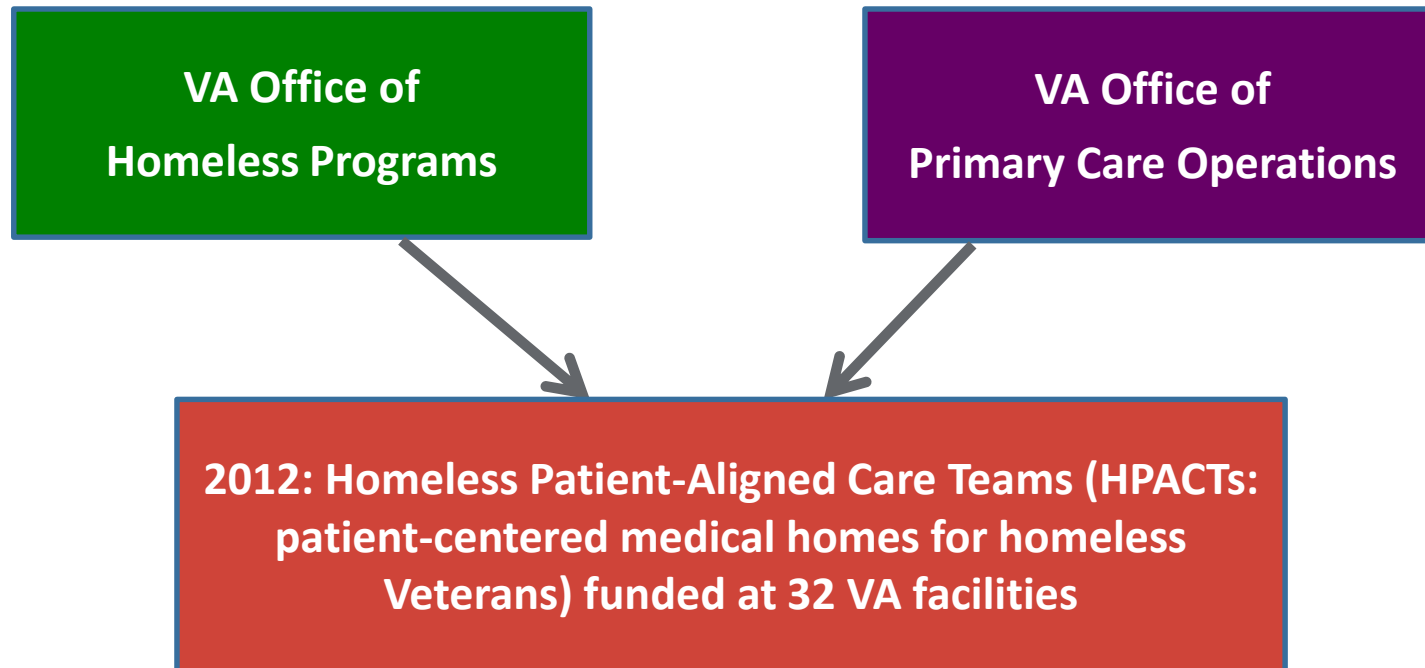 VA Office of
Homeless Programs
VA Office of
Primary Care Operations
2012: Homeless Patient-Aligned Care Teams (HPACTs:
patient-centered medical homes for homeless
Veterans) funded at 32 VA facilities